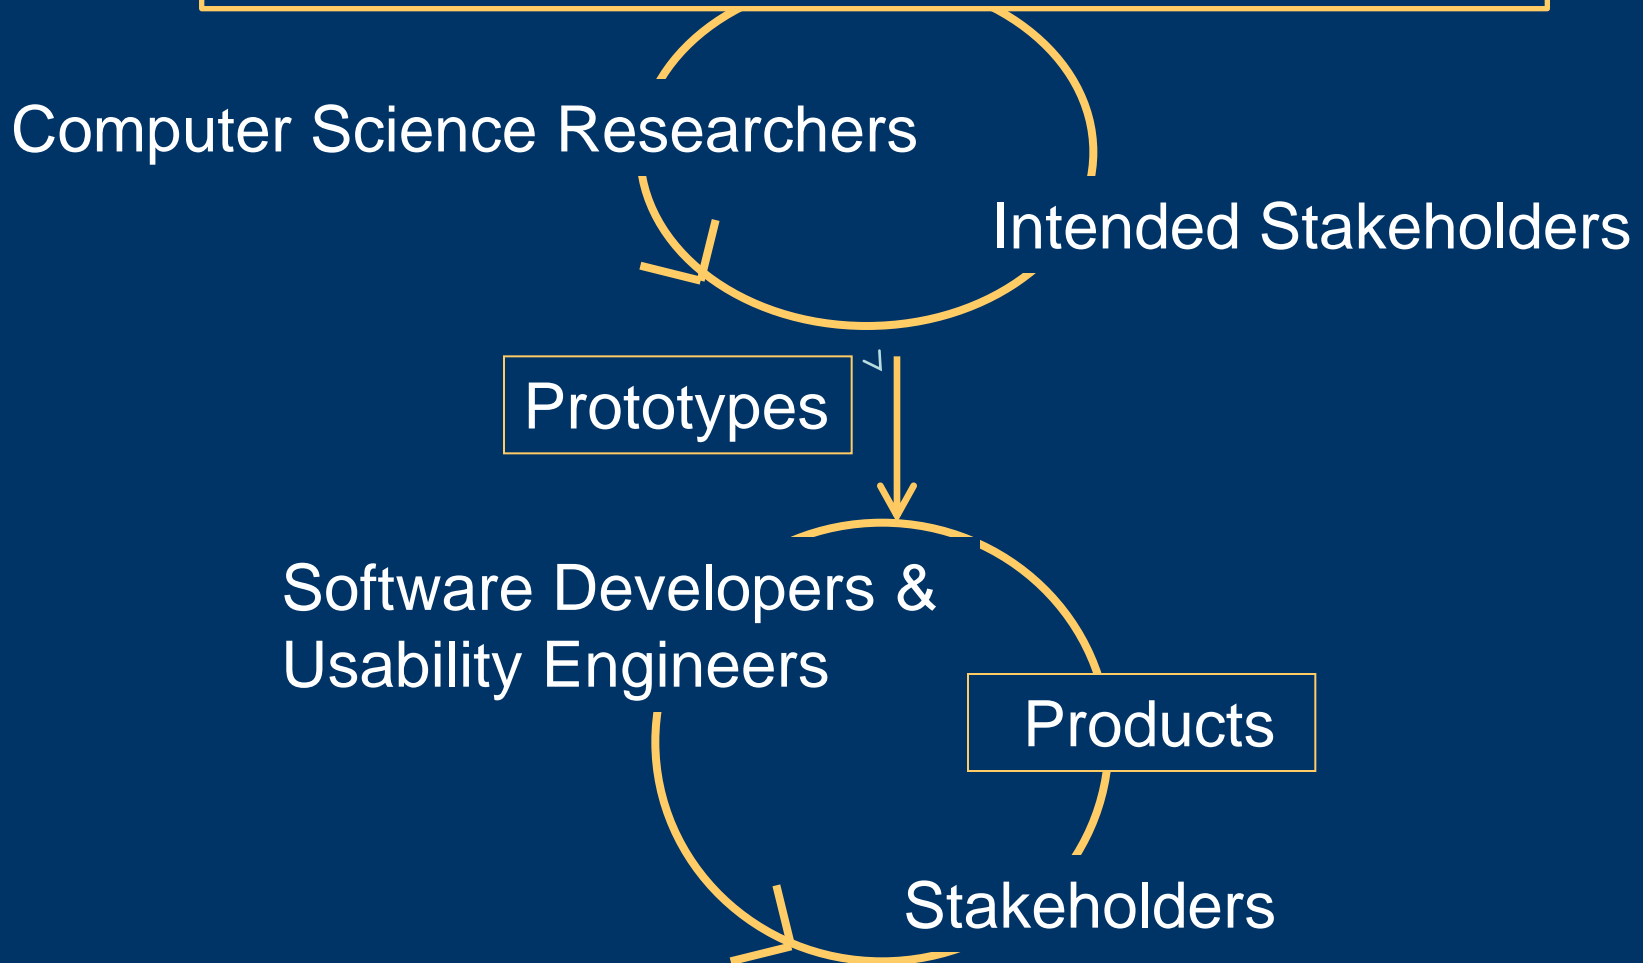 Computer Science Researchers
Intended Stakeholders
Prototypes
Software Developers &
Usability Engineers
Products
Stakeholders